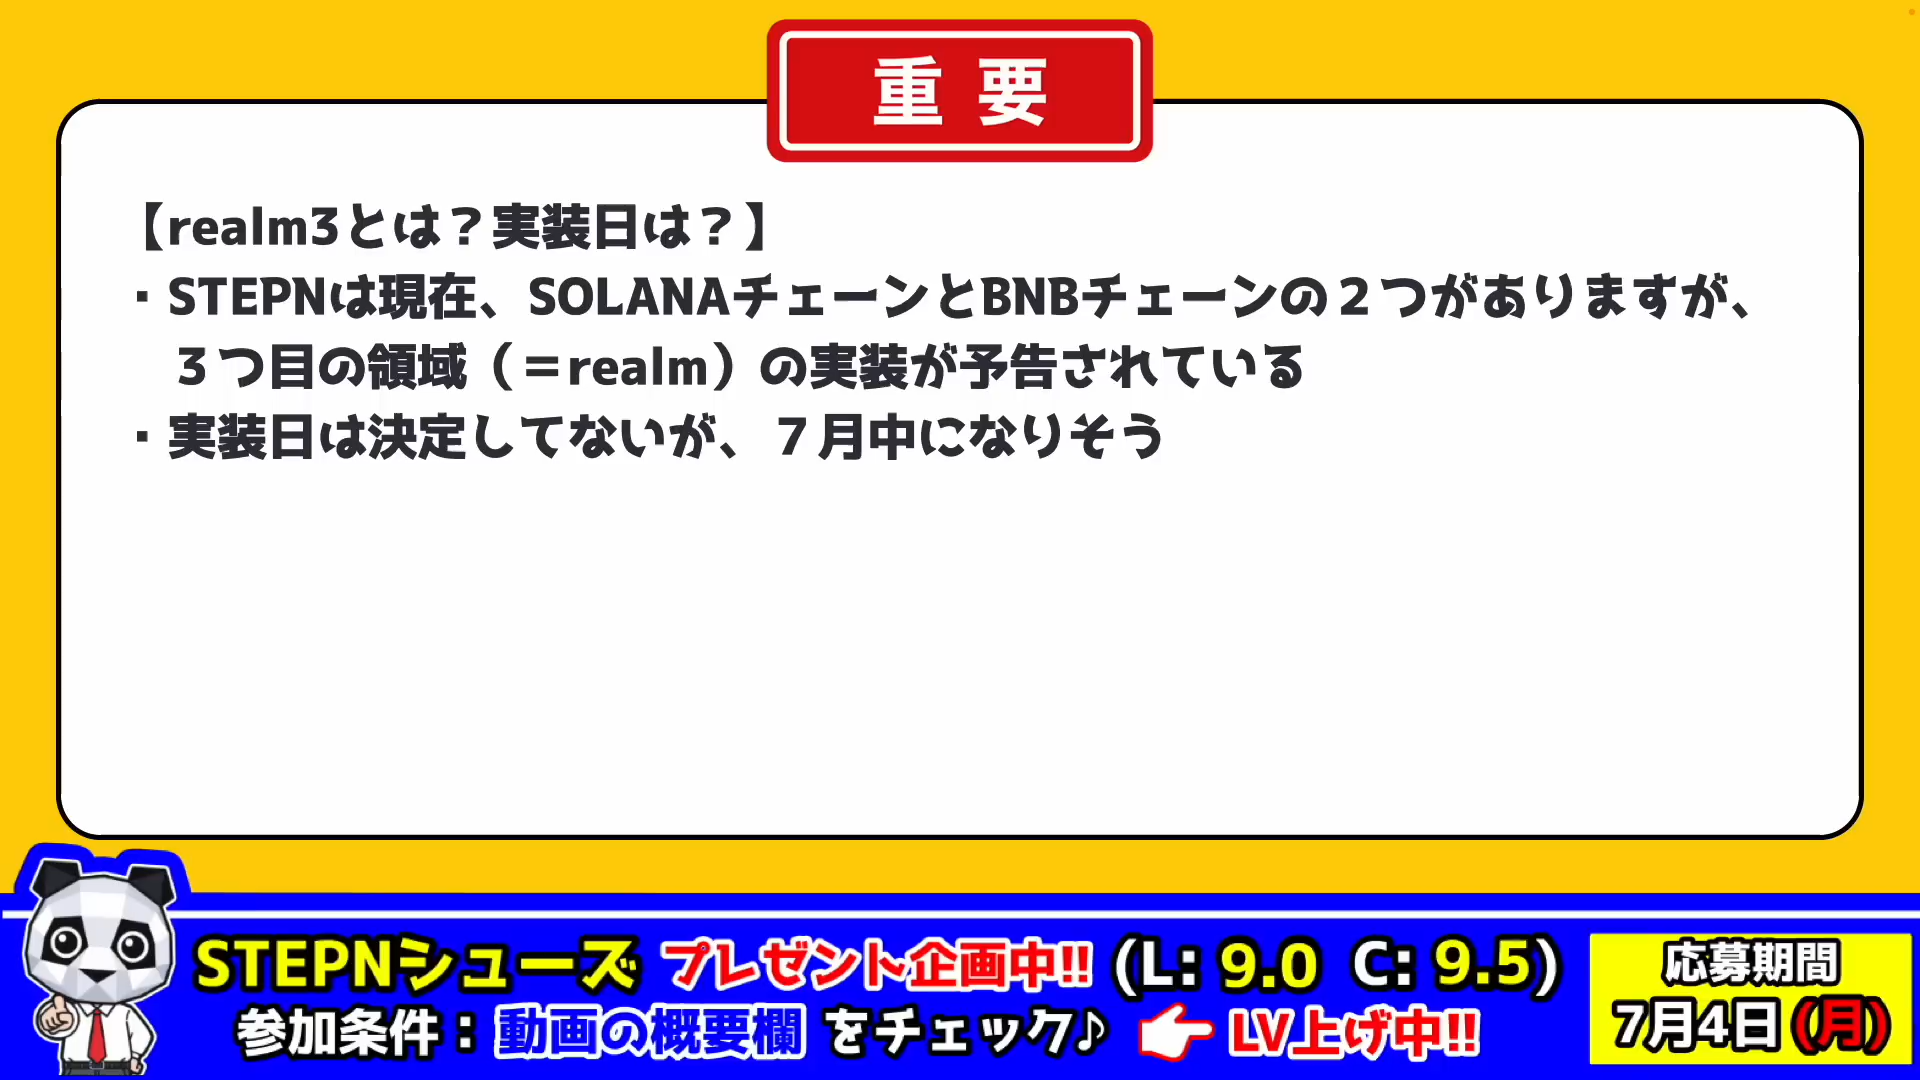 重要
【realm3とは？実装日は？】
・STEPNは現在、SOLANAチェーンとBNBチェーンの２つがありますが、
３つ目の領域（＝realm）の実装が予告されている
・実装日は決定してないが、７月中になりそう
STEPNシューズ プレゼント企画中!! (L: 9.0 C: 9.5)
参加条件：動画の概要欄 をチェック♪ LV上げ中!!
応募期間
7月4日(月)